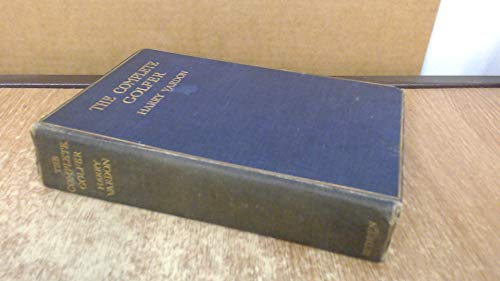 THE COMPLETE
GOLFER
HARRY VARDON
THE
COMPLETE
GOLFER
HARRY
VARDON
METHUEN